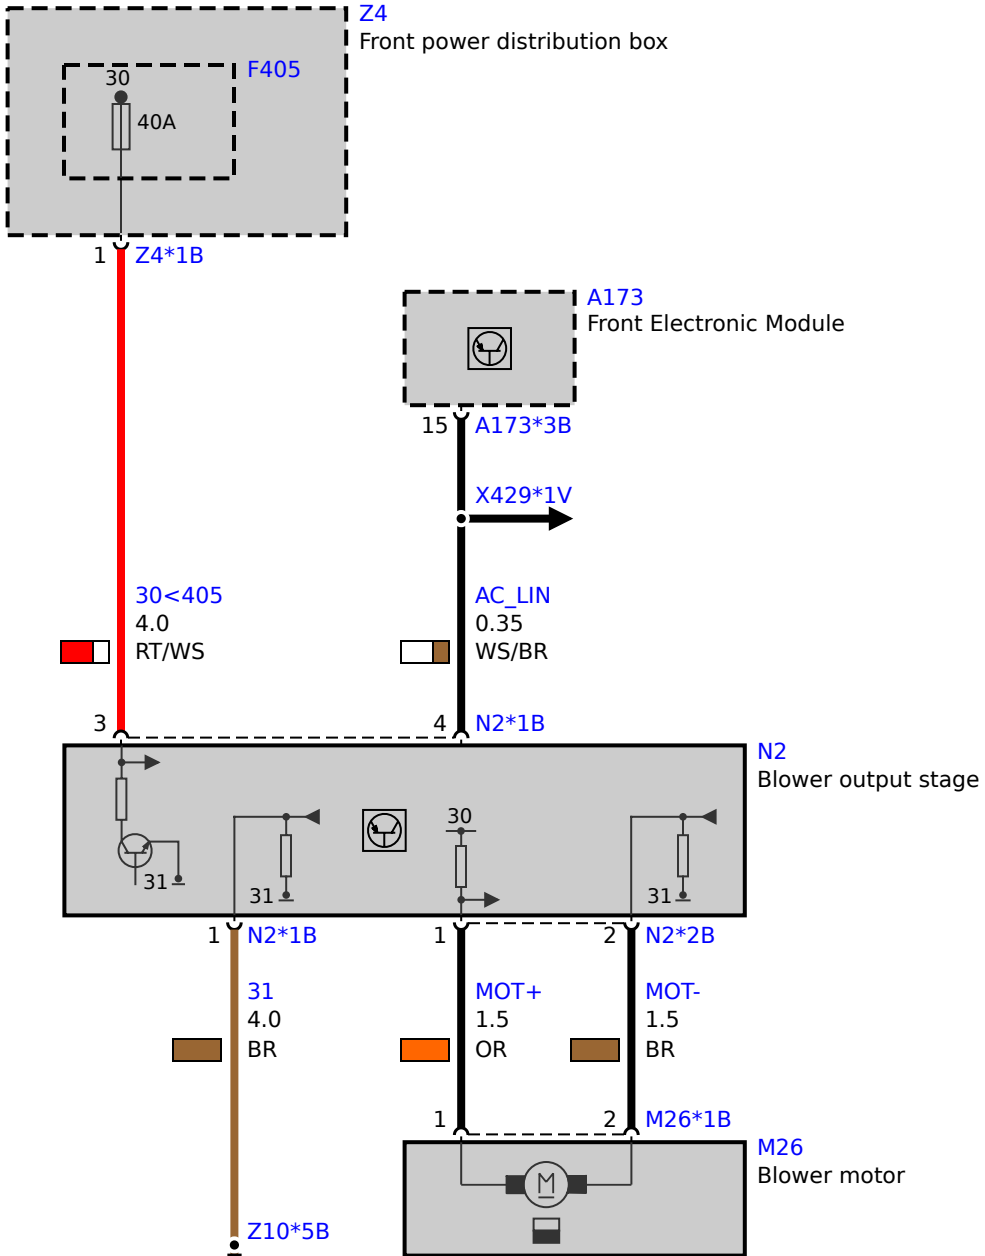 Z4
Front power distribution box
F405
30
40A
1 Z4*1B
A173
Front Electronic Module
15 A173*3B
X429*1V
30<405
4.0
RT/WS
AC_LIN
0.35
WS/BR
3
4 N2*1B
N2
Blower output stage
30
31
31
31
1 N2*1B
1
2 N2*2B
31
4.0
BR
MOT+
1.5
OR
MOT-
1.5
BR
1
2 M26*1B
M26
Blower motor
M
Z10*5B